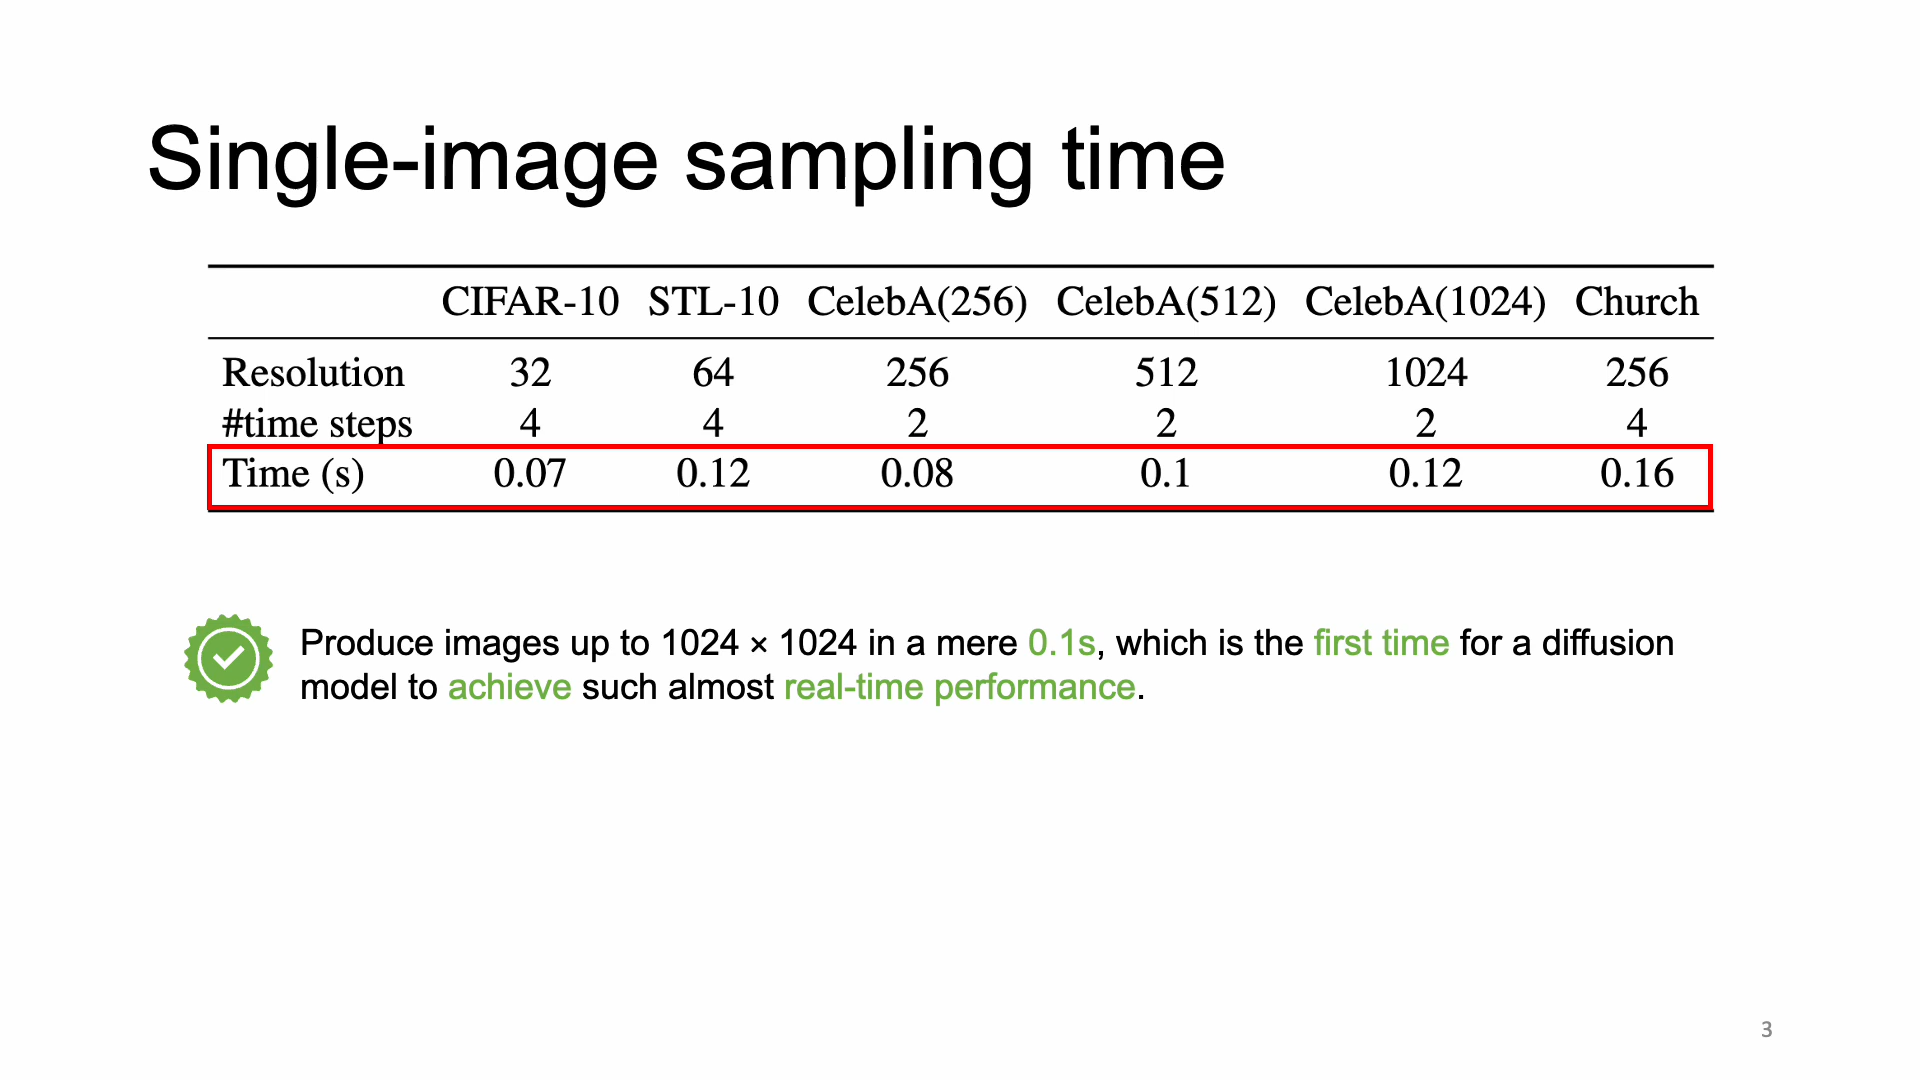 Single-image sampling time
CIFAR-10 STL-10 CelebA(256) CelebA(512) CelebA(1024) Church
Resolution 32 64 256 512 1024 256
#time steps 4 4 2 2 2 4
Time (s) 0.07 0.12 0.08 0.1 0.12 0.16
Produce images up to 1024 × 1024 in a mere 0.1s, which is the first time for a diffusion
model to achieve such almost real-time performance.
3